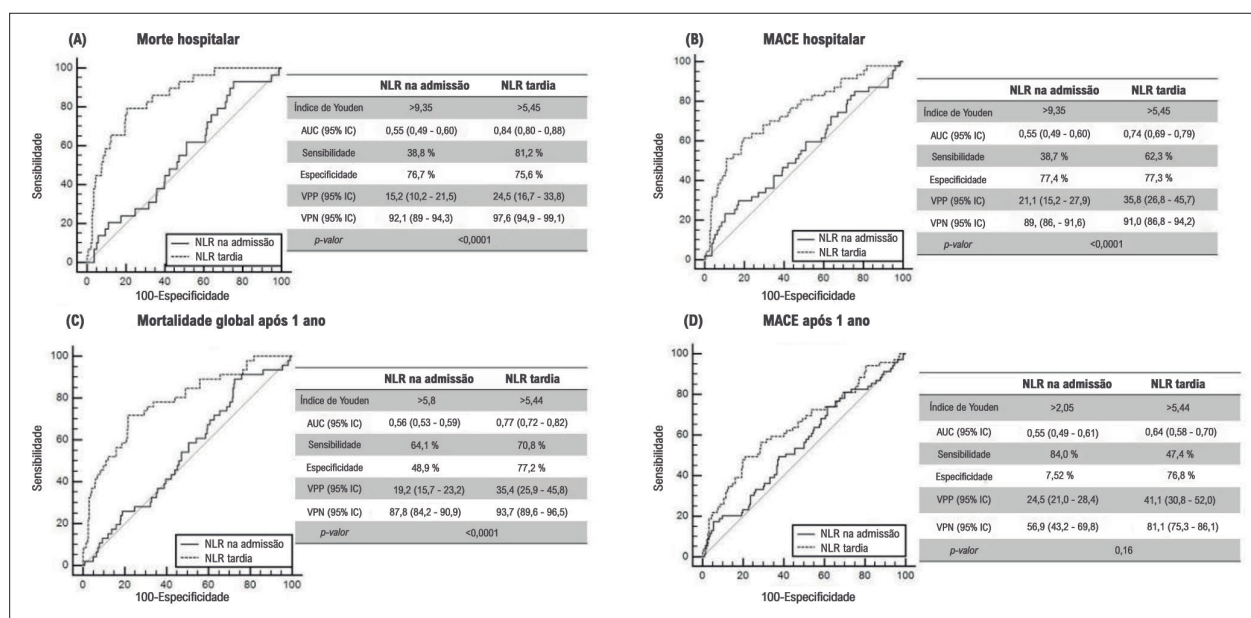 (A) Morte hospitalar
Sensibilidade
100
80
60
40
20
0
0 20 40 60 80 100
100-Especificidade
NLR na admissão
NLR tardia
NLR na admissão NLR tardia
Índice de Youden >9,35 >5,45
AUC (95% IC) 0,55 (0,49 - 0,60) 0,84 (0,80 - 0,88)
Sensibilidade 38,8 % 81,2 %
Especificidade 76,7 % 75,6 %
VPP (95% IC) 15,2 (10,2 - 21,5) 24,5 (16,7 - 33,8)
VPN (95% IC) 92,1 (89 - 94,3) 97,6 (94,9 - 99,1)
p-valor <0,0001
(B) MACE hospitalar
Sensibilidade
100
80
60
40
20
0
0 20 40 60 80 100
100-Especificidade
NLR na admissão
NLR tardia
NLR na admissão NLR tardia
Índice de Youden >9,35 >5,45
AUC (95% IC) 0,55 (0,49 - 0,60) 0,74 (0,69 - 0,79)
Sensibilidade 38,7 % 62,3 %
Especificidade 77,4 % 77,3 %
VPP (95% IC) 21,1 (15,2 - 27,9) 35,8 (26,8 - 45,7)
VPN (95% IC) 89, (86, - 91,6) 91,0 (86,8 - 94,2)
p-valor <0,0001
(C) Mortalidade global após 1 ano
Sensibilidade
100
80
60
40
20
0
0 20 40 60 80 100
100-Especificidade
NLR na admissão
NLR tardia
NLR na admissão NLR tardia
Índice de Youden >5,8 >5,44
AUC (95% IC) 0,56 (0,53 - 0,59) 0,77 (0,72 - 0,82)
Sensibilidade 64,1 % 70,8 %
Especificidade 48,9 % 77,2 %
VPP (95% IC) 19,2 (15,7 - 23,2) 35,4 (25,9 - 45,8)
VPN (95% IC) 87,8 (84,2 - 90,9) 93,7 (89,6 - 96,5)
p-valor <0,0001
(D) MACE após 1 ano
Sensibilidade
100
80
60
40
20
0
0 20 40 60 80 100
100-Especificidade
NLR na admissão
NLR tardia
NLR na admissão NLR tardia
Índice de Youden >2,05 >5,44
AUC (95% IC) 0,55 (0,49 - 0,61) 0,64 (0,58 - 0,70)
Sensibilidade 84,0 % 47,4 %
Especificidade 7,52 % 76,8 %
VPP (95% IC) 24,5 (21,0 - 28,4) 41,1 (30,8 - 52,0)
VPN (95% IC) 56,9 (43,2 - 69,8) 81,1 (75,3 - 86,1)
p-valor 0,16